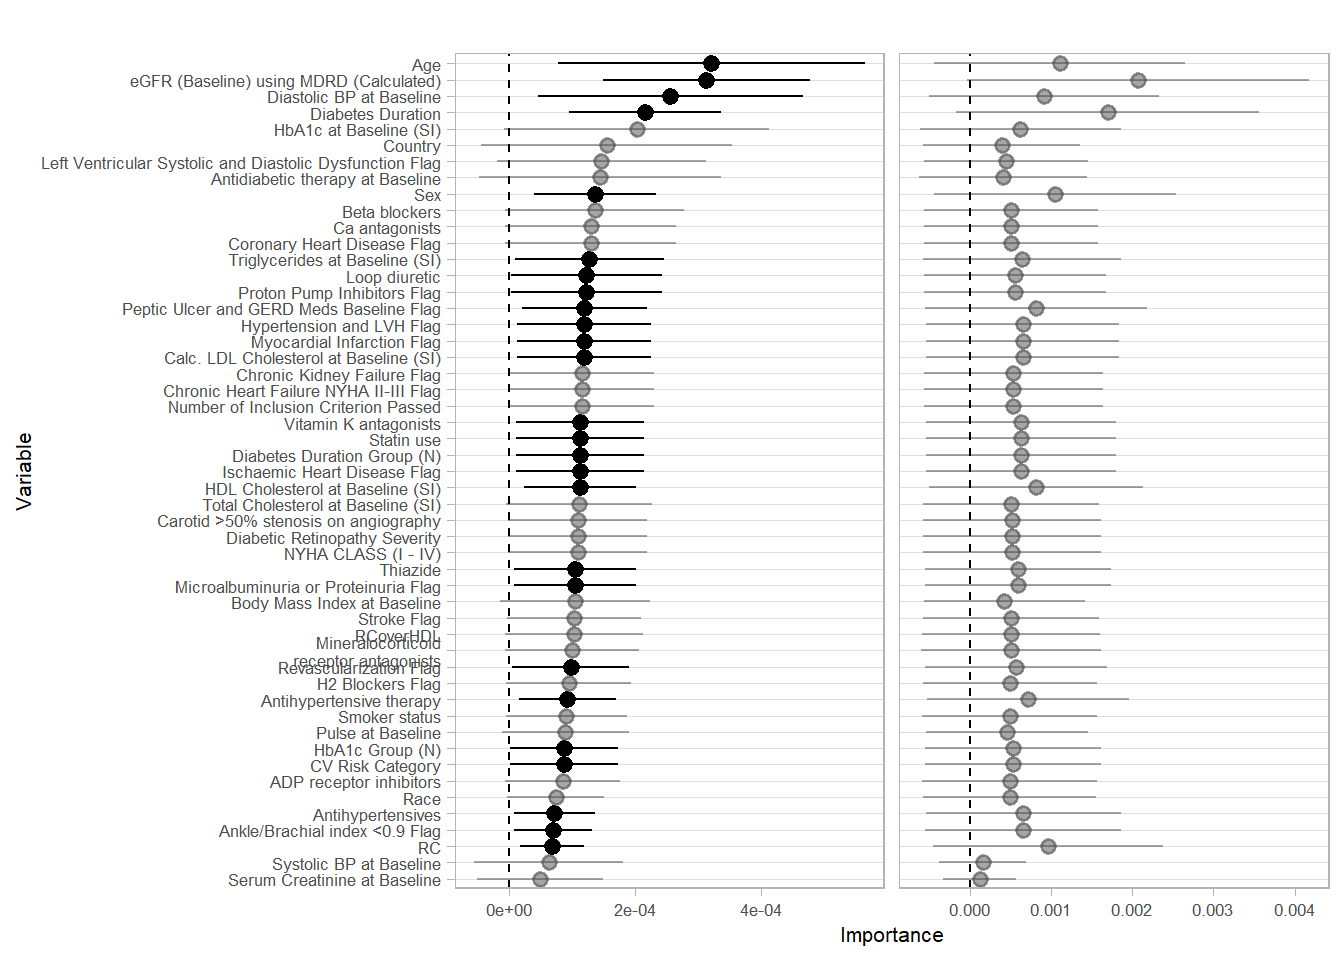 Age
eGFR (Baseline) using MDRD (Calculated)
Diastolic BP at Baseline
Diabetes Duration
HbA1c at Baseline (SI)
Country
Left Ventricular Systolic and Diastolic Dysfunction Flag
Antidiabetic therapy at Baseline
Sex
Beta blockers
Ca antagonists
Coronary Heart Disease Flag
Triglycerides at Baseline (SI)
Loop diuretic
Proton Pump Inhibitors Flag
Peptic Ulcer and GERD Meds Baseline Flag
Hypertension and LVH Flag
Myocardial Infarction Flag
Calc. LDL Cholesterol at Baseline (SI)
Chronic Kidney Failure Flag
Chronic Heart Failure NYHA II-III Flag
Number of Inclusion Criterion Passed
Vitamin K antagonists
Statin use
Diabetes Duration Group (N)
Ischaemic Heart Disease Flag
HDL Cholesterol at Baseline (SI)
Total Cholesterol at Baseline (SI)
Carotid >50% stenosis on angiography
Diabetic Retinopathy Severity
NYHA CLASS (I - IV)
Thiazide
Microalbuminuria or Proteinuria Flag
Body Mass Index at Baseline
Stroke Flag
RCoverHDL
Mineralocorticoid
receptor antagonists
Revascularization Flag
H2 Blockers Flag
Antihypertensive therapy
Smoker status
Pulse at Baseline
HbA1c Group (N)
CV Risk Category
ADP receptor inhibitors
Race
Antihypertensives
Ankle/Brachial index <0.9 Flag
RC
Systolic BP at Baseline
Serum Creatinine at Baseline
Variable
0e+00 2e-04 4e-04
0.000 0.001 0.002 0.003 0.004
Importance